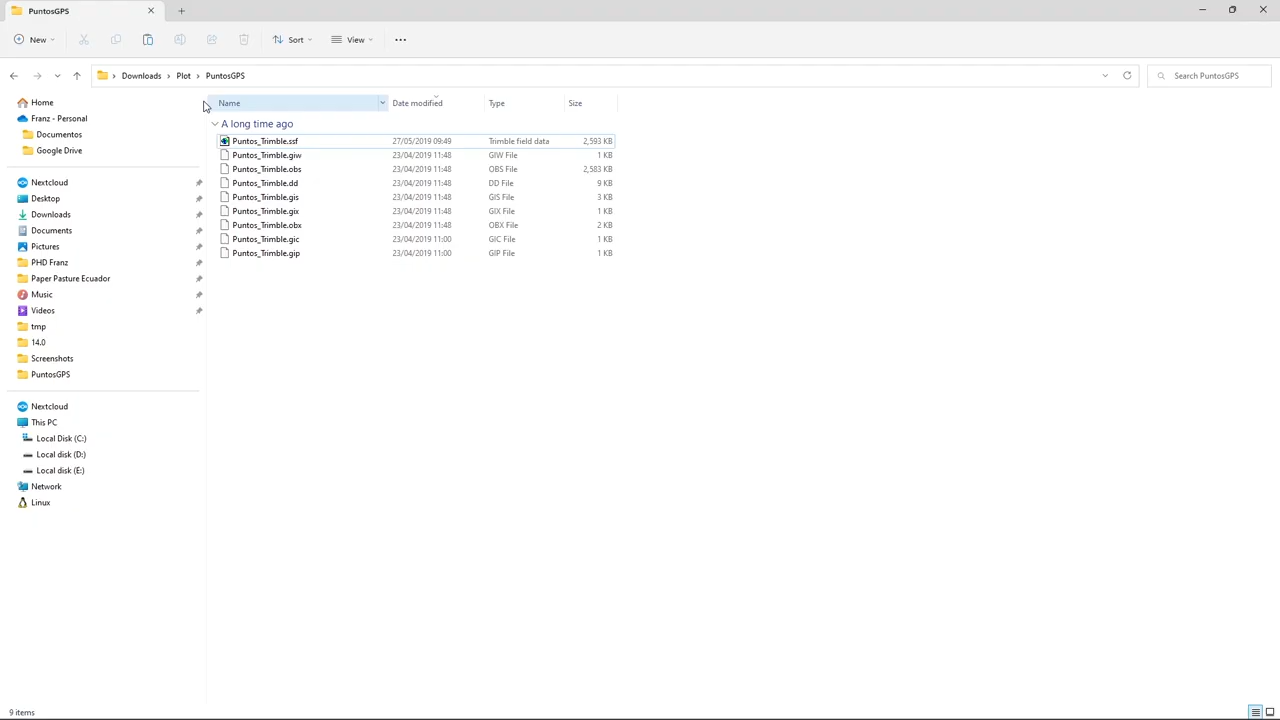 PuntosGPS
New
Sort
View
Downloads > Plot > PuntosGPS
Search PuntosGPS
Home
Franz - Personal
Documentos
Google Drive
Nextcloud
Desktop
Downloads
Documents
Pictures
PHD Franz
Paper Pasture Ecuador
Music
Videos
tmp
14.0
Screenshots
PuntosGPS
Nextcloud
This PC
Local Disk (C:)
Local disk (D:)
Local disk (E:)
Network
Linux
Name Date modified Type Size
A long time ago
Puntos_Trimble.ssf 27/05/2019 09:49 Trimble field data 2,593 KB
Puntos_Trimble.giw 23/04/2019 11:48 GIW File 1 KB
Puntos_Trimble.obs 23/04/2019 11:48 OBS File 2,583 KB
Puntos_Trimble.dd 23/04/2019 11:48 DD File 9 KB
Puntos_Trimble.gis 23/04/2019 11:48 GIS File 3 KB
Puntos_Trimble.gix 23/04/2019 11:48 GIX File 1 KB
Puntos_Trimble.obx 23/04/2019 11:48 OBX File 2 KB
Puntos_Trimble.gic 23/04/2019 11:00 GIC File 1 KB
Puntos_Trimble.gip 23/04/2019 11:00 GIP File 1 KB
9 items